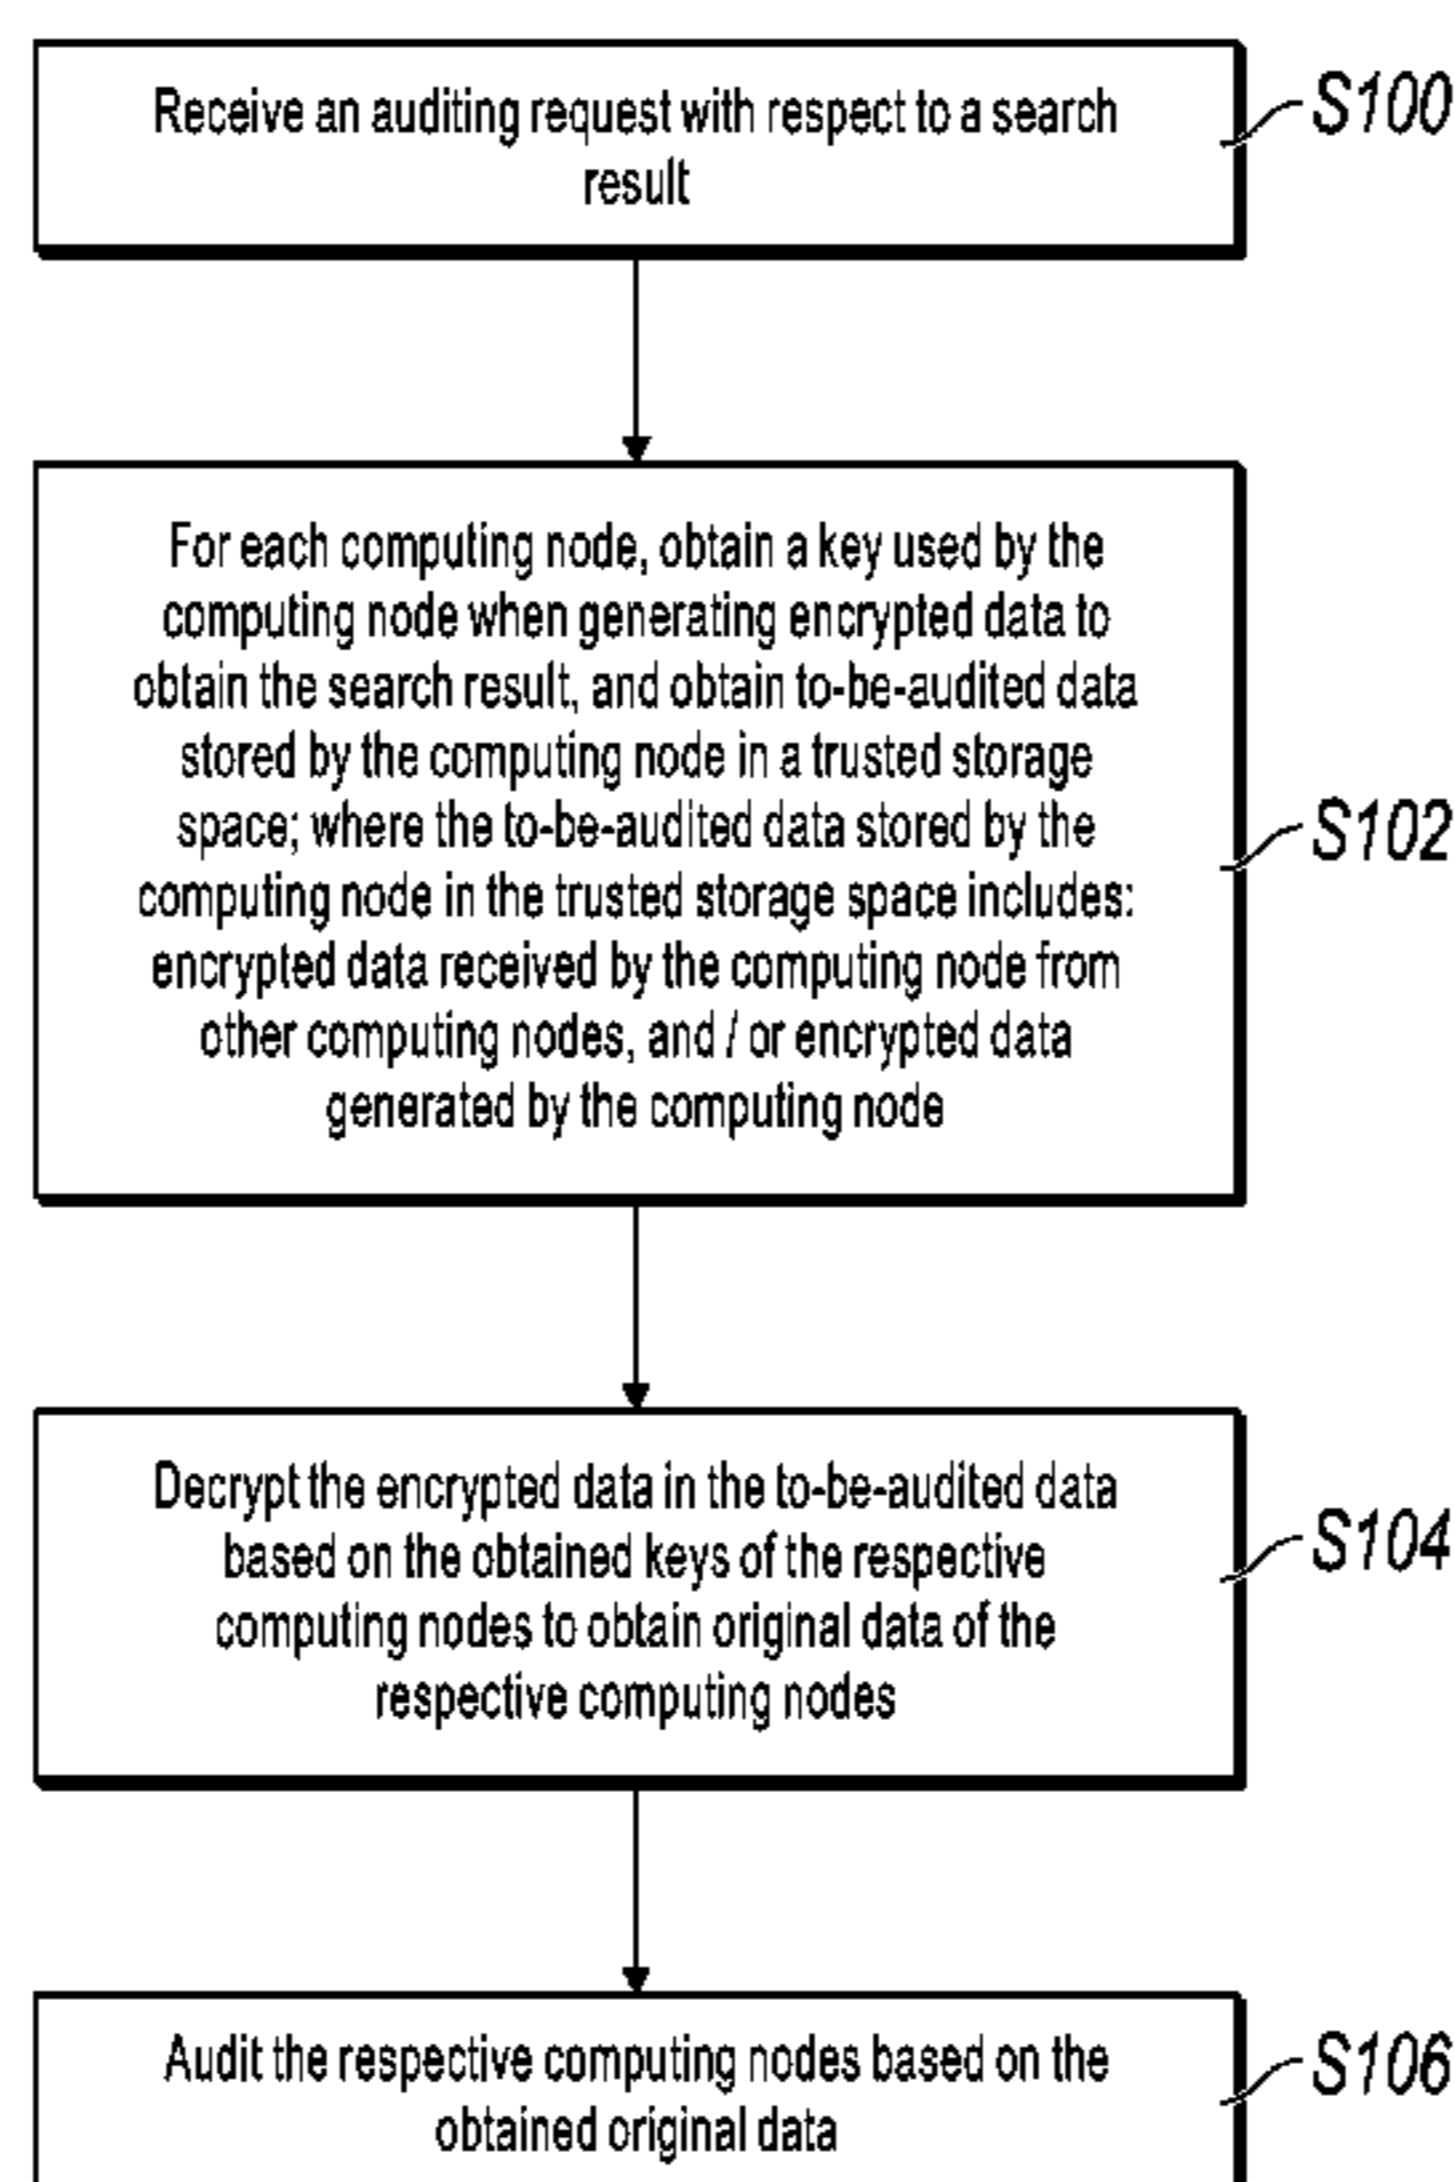 Receive an auditing request with respect to a search
result
S100
For each computing node, obtain a key used by the
computing node when generating encrypted data to
obtain the search result, and obtain to-be-audited data
stored by the computing node in a trusted storage
space; where the to-be-audited data stored by the
computing node in the trusted storage space includes:
encrypted data received by the computing node from
other computing nodes, and / or encrypted data
generated by the computing node
S102
Decrypt the encrypted data in the to-be-audited data
based on the obtained keys of the respective
computing nodes to obtain original data of the
respective computing nodes
S104
Audit the respective computing nodes based on the
obtained original data
S106